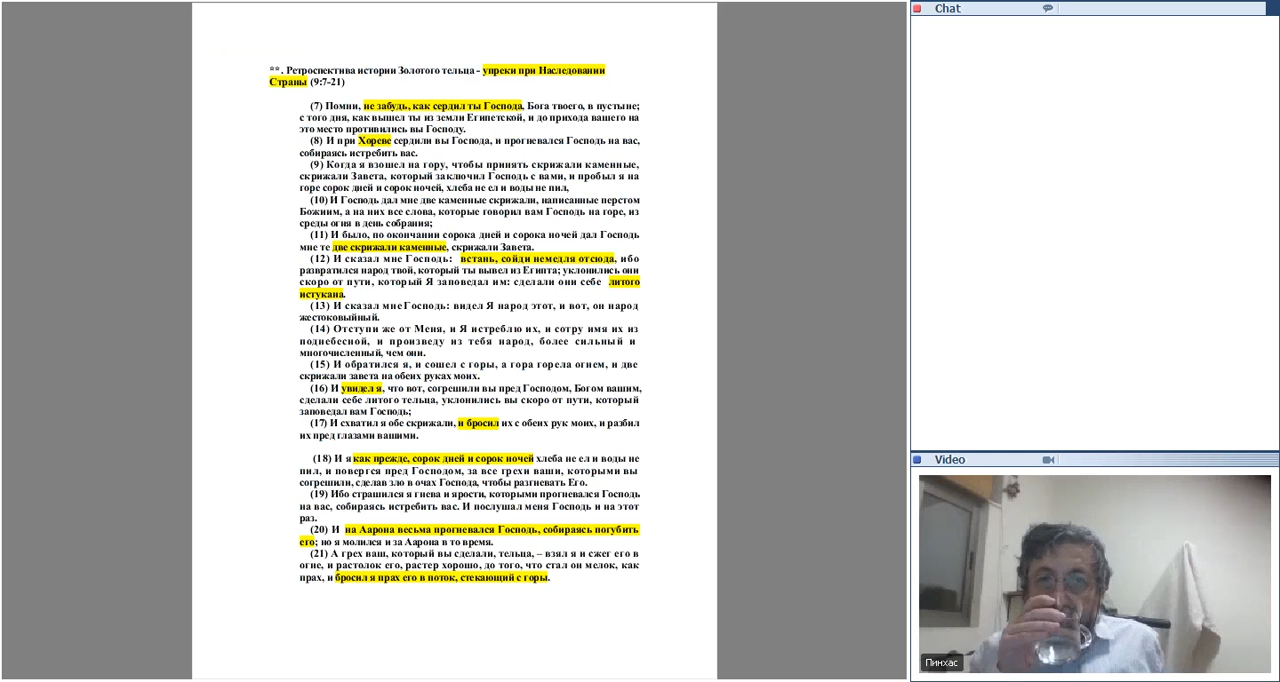 **. Ретроспектива истории Золотого тельца - упреки при Наследовании
Страны (9:7-21)
(7) Помни, не забудь, как сердил ты Господа, Бога твоего, в пустыне;
с того дня, как вышел ты из земли Египетской, и до прихода вашего на
это место противились вы Господу.
(8) И при Хореве сердили вы Господа, и прогневался Господь на вас,
собираясь истребить вас.
(9) Когда я взошел на гору, чтобы принять скрижали каменные,
скрижали Завета, который заключил Господь с вами, и пробыл я на
горе сорок дней и сорок ночей, хлеба не ел и воды не пил,
(10) И Господь дал мне две каменные скрижали, написанные перстом
Божиим, а на них все слова, которые говорил вам Господь на горе, из
среды огня в день собрания;
(11) И было, по окончании сорока дней и сорока ночей дал Господь
мне те две скрижали каменные, скрижали Завета.
(12) И сказал мне Господь: встань, сойди немедля отсюда, ибо
развратился народ твой, который ты вывел из Египта; уклонились они
скоро от пути, который Я заповедал им: сделали они себе литого
истукана.
(13) И сказал мне Господь: видел Я народ этот, и вот, он народ
жестоковыйный.
(14) Отступи же от Меня, и Я истреблю их, и сотру имя их из
поднебесной, и произведу из тебя народ, более сильный и
многочисленный, чем они.
(15) И обратился я, и сошел с горы, а гора горела огнем, и две
скрижали завета на обеих руках моих.
(16) И увидел я, что вот, согрешили вы пред Господом, Богом вашим,
сделали себе литого тельца, уклонились вы скоро от пути, который
заповедал вам Господь;
(17) И схватил я обе скрижали, и бросил их с обеих рук моих, и разбил
их пред глазами вашими.
(18) И я как прежде, сорок дней и сорок ночей хлеба не ел и воды не
пил, и повергся пред Господом, за все грехи ваши, которыми вы
согрешили, сделав зло в очах Господа, чтобы разгневать Его.
(19) Ибо страшился я гнева и ярости, которыми прогневался Господь
на вас, собираясь истребить вас. И послушал меня Господь и на этот
раз.
(20) И на Аарона весьма прогневался Господь, собираясь погубить
его; но я молился и за Аарона в то время.
(21) А грех ваш, который вы сделали, тельца, – взял я и сжег его в
огне, и растолок его, растер хорошо, до того, что стал он мелок, как
прах, и бросил я прах его в поток, стекающий с горы.
Chat
Video
Пинхас